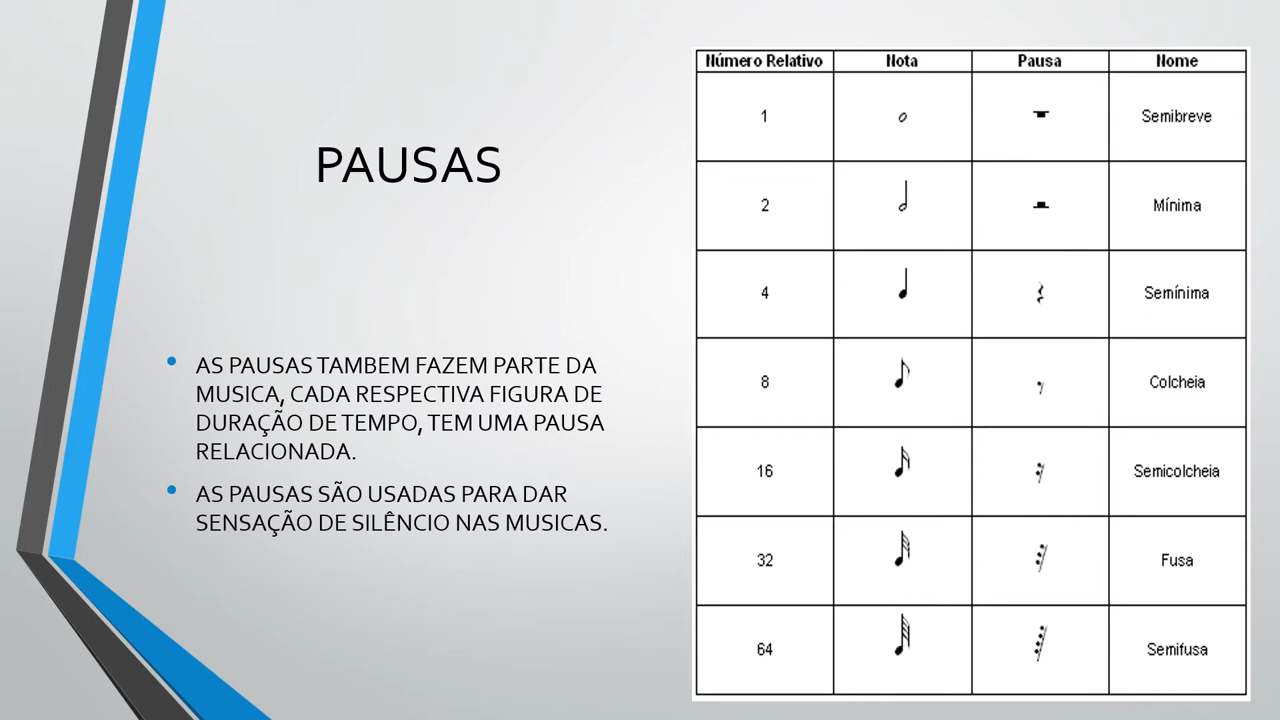 PAUSAS
AS PAUSAS TAMBEM FAZEM PARTE DA
MUSICA, CADA RESPECTIVA FIGURA DE
DURAÇÃO DE TEMPO, TEM UMA PAUSA
RELACIONADA.
AS PAUSAS SÃO USADAS PARA DAR
SENSAÇÃO DE SILÊNCIO NAS MUSICAS.
Número Relativo Nota Pausa Nome
1 Semibreve
2 Mínima
4 Semínima
8 Colcheia
16 Semicolcheia
32 Fusa
64 Semifusa